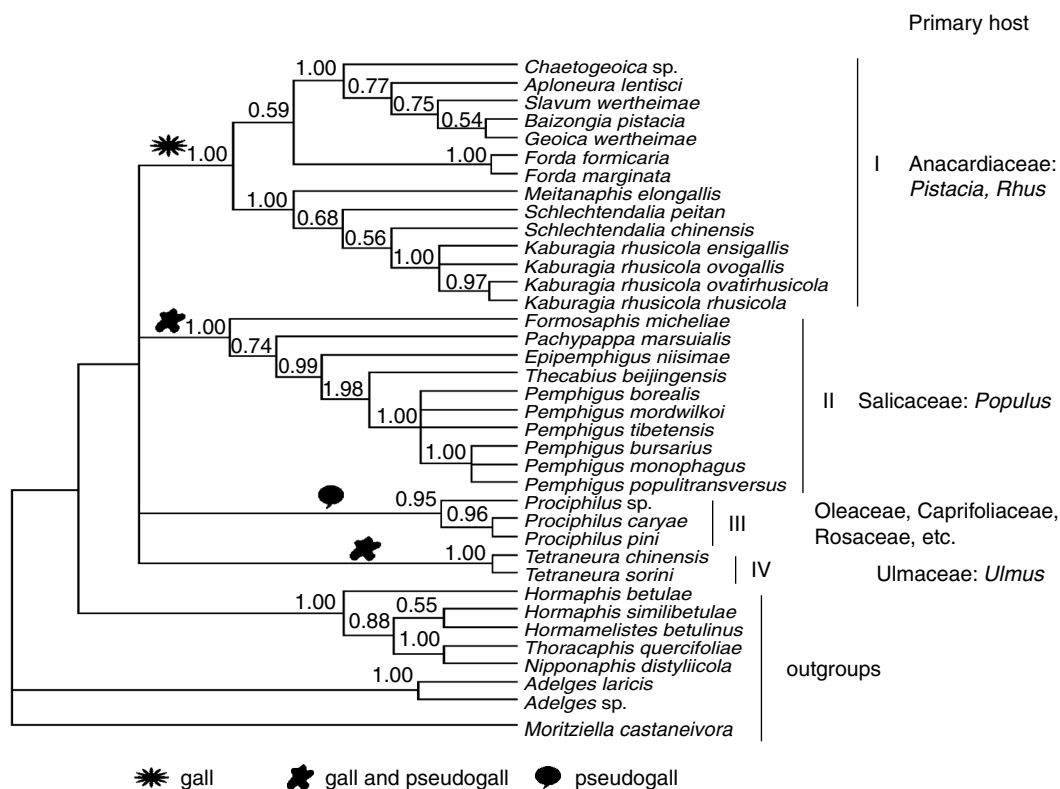 Primary host
1.00
Chaetogeoica sp.
0.77
Aploneura lentisci
0.75
Slavum wertheimae
0.59
0.54
Baizongia pistacia
Geoica wertheimae
1.00
1.00
Forda formicaria
Forda marginata
I
Anacardiaceae:
Pistacia, Rhus
1.00
Meitanaphis elongallis
0.68
Schlechtendalia peitan
0.56
Schlechtendalia chinensis
1.00
Kaburagia rhusicola ensigallis
Kaburagia rhusicola ovogallis
0.97
Kaburagia rhusicola ovatirhusicola
Kaburagia rhusicola rhusicola
1.00
Formosaphis micheliae
0.74
Pachypappa marsuialis
0.99
Epipemphigus niisimae
1.98
Thecabius beijingensis
Pemphigus borealis
1.00
Pemphigus mordwilkoi
II
Salicaceae: Populus
Pemphigus tibetensis
1.00
Pemphigus bursarius
Pemphigus monophagus
Pemphigus populitransversus
0.95
Prociphilus sp.
0.96
Prociphilus caryae
Prociphilus pini
III
Oleaceae, Caprifoliaceae,
Rosaceae, etc.
1.00
Tetraneura chinensis
Tetraneura sorini
IV
Ulmaceae: Ulmus
1.00
Hormaphis betulae
0.55
Hormaphis similibetulae
0.88
Hormamelistes betulinus
1.00
Thoracaphis quercifoliae
Nipponaphis distyliicola
outgroups
1.00
Adelges laricis
Adelges sp.
Moritziella castaneivora
gall
gall and pseudogall
pseudogall